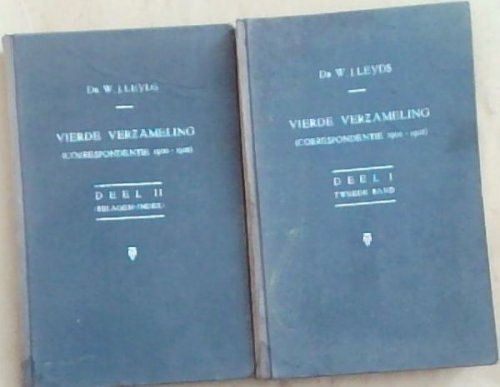 Dr. W. J. LEYDS
VIERDE VERZAMELING
(CORRESPONDENTIE 1900-1902)
DEEL II
(BIJLAGEN-INDEX)
Dr. W. J. LEYDS
VIERDE VERZAMELING
(CORRESPONDENTIE 1900-1902)
DEEL I
TWEEDE BAND